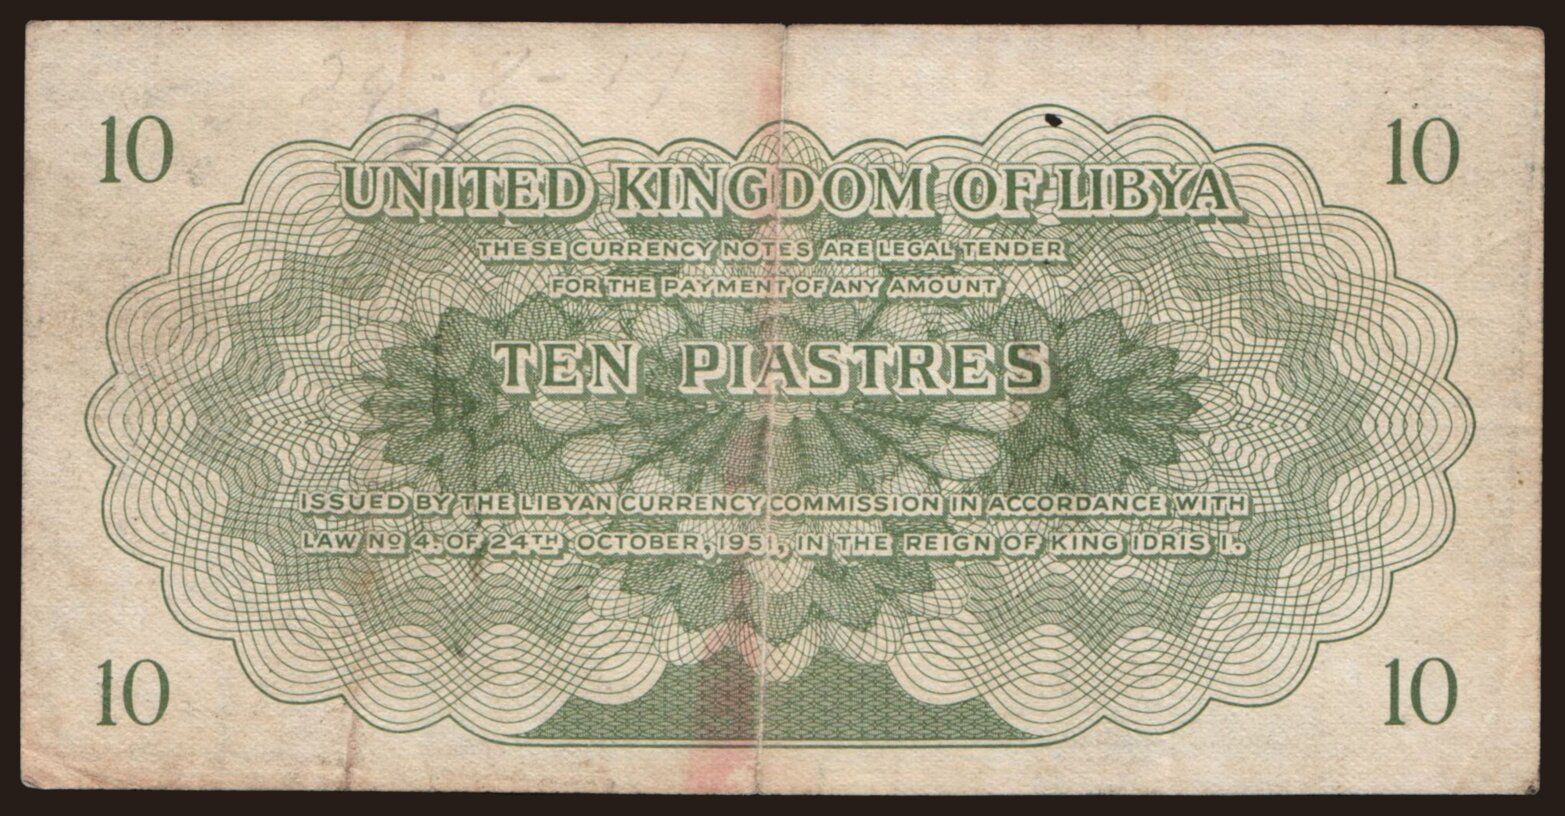 10
10
UNITED KINGDOM OF LIBYA
THESE CURRENCY NOTES ARE LEGAL TENDER
FOR THE PAYMENT OF ANY AMOUNT
TEN PIASTRES
ISSUED BY THE LIBYAN CURRENCY COMMISSION IN ACCORDANCE WITH
LAW Nº 4. OF 24TH OCTOBER, 1951, IN THE REIGN OF KING IDRIS I.
10
10